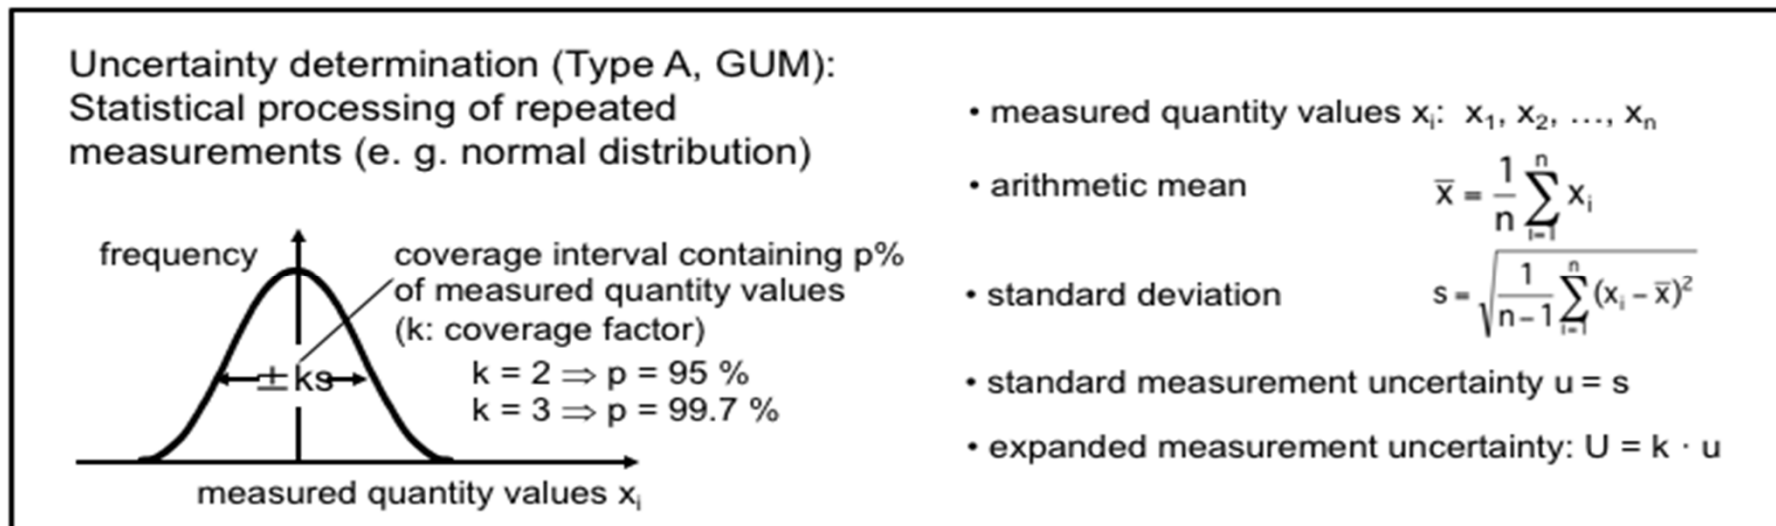 Uncertainty determination (Type A, GUM):
Statistical processing of repeated
measurements (e. g. normal distribution)
frequency
coverage interval containing p%
of measured quantity values
(k: coverage factor)
k = 2 ⇒ p = 95 %
k = 3 ⇒ p = 99.7 %
± ks
measured quantity values xᵢ
• measured quantity values xᵢ: x₁, x₂, …, xₙ
• arithmetic mean x̄ = 1/n ∑ᵢ₌₁ⁿ xᵢ
• standard deviation s = √(1/(n − 1) ∑ᵢ₌₁ⁿ (xᵢ − x̄)²)
• standard measurement uncertainty u = s
• expanded measurement uncertainty: U = k · u